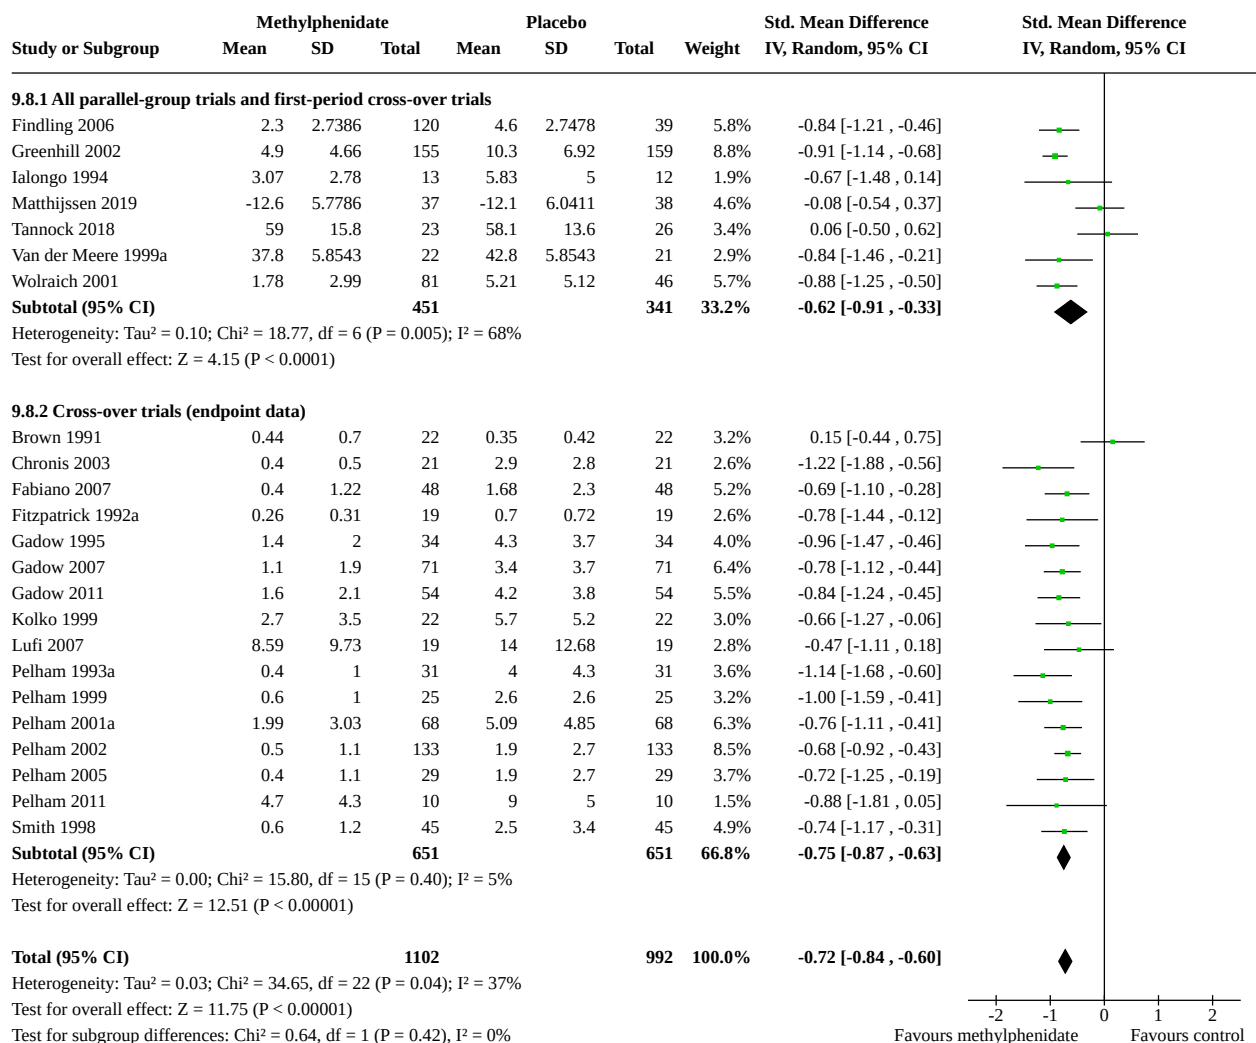 Methylphenidate Placebo Std. Mean Difference Std. Mean Difference
Study or Subgroup Mean SD Total Mean SD Total Weight IV, Random, 95% CI IV, Random, 95% CI
9.8.1 All parallel-group trials and first-period cross-over trials
Findling 2006 2.3 2.7386 120 4.6 2.7478 39 5.8% -0.84 [-1.21 , -0.46]
Greenhill 2002 4.9 4.66 155 10.3 6.92 159 8.8% -0.91 [-1.14 , -0.68]
Ialongo 1994 3.07 2.78 13 5.83 5 12 1.9% -0.67 [-1.48 , 0.14]
Matthijssen 2019 -12.6 5.7786 37 -12.1 6.0411 38 4.6% -0.08 [-0.54 , 0.37]
Tannock 2018 59 15.8 23 58.1 13.6 26 3.4% 0.06 [-0.50 , 0.62]
Van der Meere 1999a 37.8 5.8543 22 42.8 5.8543 21 2.9% -0.84 [-1.46 , -0.21]
Wolraich 2001 1.78 2.99 81 5.21 5.12 46 5.7% -0.88 [-1.25 , -0.50]
Subtotal (95% CI) 451 341 33.2% -0.62 [-0.91 , -0.33]
Heterogeneity: Tau² = 0.10; Chi² = 18.77, df = 6 (P = 0.005); I² = 68%
Test for overall effect: Z = 4.15 (P < 0.0001)
9.8.2 Cross-over trials (endpoint data)
Brown 1991 0.44 0.7 22 0.35 0.42 22 3.2% 0.15 [-0.44 , 0.75]
Chronis 2003 0.4 0.5 21 2.9 2.8 21 2.6% -1.22 [-1.88 , -0.56]
Fabiano 2007 0.4 1.22 48 1.68 2.3 48 5.2% -0.69 [-1.10 , -0.28]
Fitzpatrick 1992a 0.26 0.31 19 0.7 0.72 19 2.6% -0.78 [-1.44 , -0.12]
Gadow 1995 1.4 2 34 4.3 3.7 34 4.0% -0.96 [-1.47 , -0.46]
Gadow 2007 1.1 1.9 71 3.4 3.7 71 6.4% -0.78 [-1.12 , -0.44]
Gadow 2011 1.6 2.1 54 4.2 3.8 54 5.5% -0.84 [-1.24 , -0.45]
Kolko 1999 2.7 3.5 22 5.7 5.2 22 3.0% -0.66 [-1.27 , -0.06]
Lufi 2007 8.59 9.73 19 14 12.68 19 2.8% -0.47 [-1.11 , 0.18]
Pelham 1993a 0.4 1 31 4 4.3 31 3.6% -1.14 [-1.68 , -0.60]
Pelham 1999 0.6 1 25 2.6 2.6 25 3.2% -1.00 [-1.59 , -0.41]
Pelham 2001a 1.99 3.03 68 5.09 4.85 68 6.3% -0.76 [-1.11 , -0.41]
Pelham 2002 0.5 1.1 133 1.9 2.7 133 8.5% -0.68 [-0.92 , -0.43]
Pelham 2005 0.4 1.1 29 1.9 2.7 29 3.7% -0.72 [-1.25 , -0.19]
Pelham 2011 4.7 4.3 10 9 5 10 1.5% -0.88 [-1.81 , 0.05]
Smith 1998 0.6 1.2 45 2.5 3.4 45 4.9% -0.74 [-1.17 , -0.31]
Subtotal (95% CI) 651 651 66.8% -0.75 [-0.87 , -0.63]
Heterogeneity: Tau² = 0.00; Chi² = 15.80, df = 15 (P = 0.40); I² = 5%
Test for overall effect: Z = 12.51 (P < 0.00001)
Total (95% CI) 1102 992 100.0% -0.72 [-0.84 , -0.60]
Heterogeneity: Tau² = 0.03; Chi² = 34.65, df = 22 (P = 0.04); I² = 37%
Test for overall effect: Z = 11.75 (P < 0.00001)
-2 -1 0 1 2
Test for subgroup differences: Chi² = 0.64, df = 1 (P = 0.42), I² = 0%
Favours methylphenidate Favours control